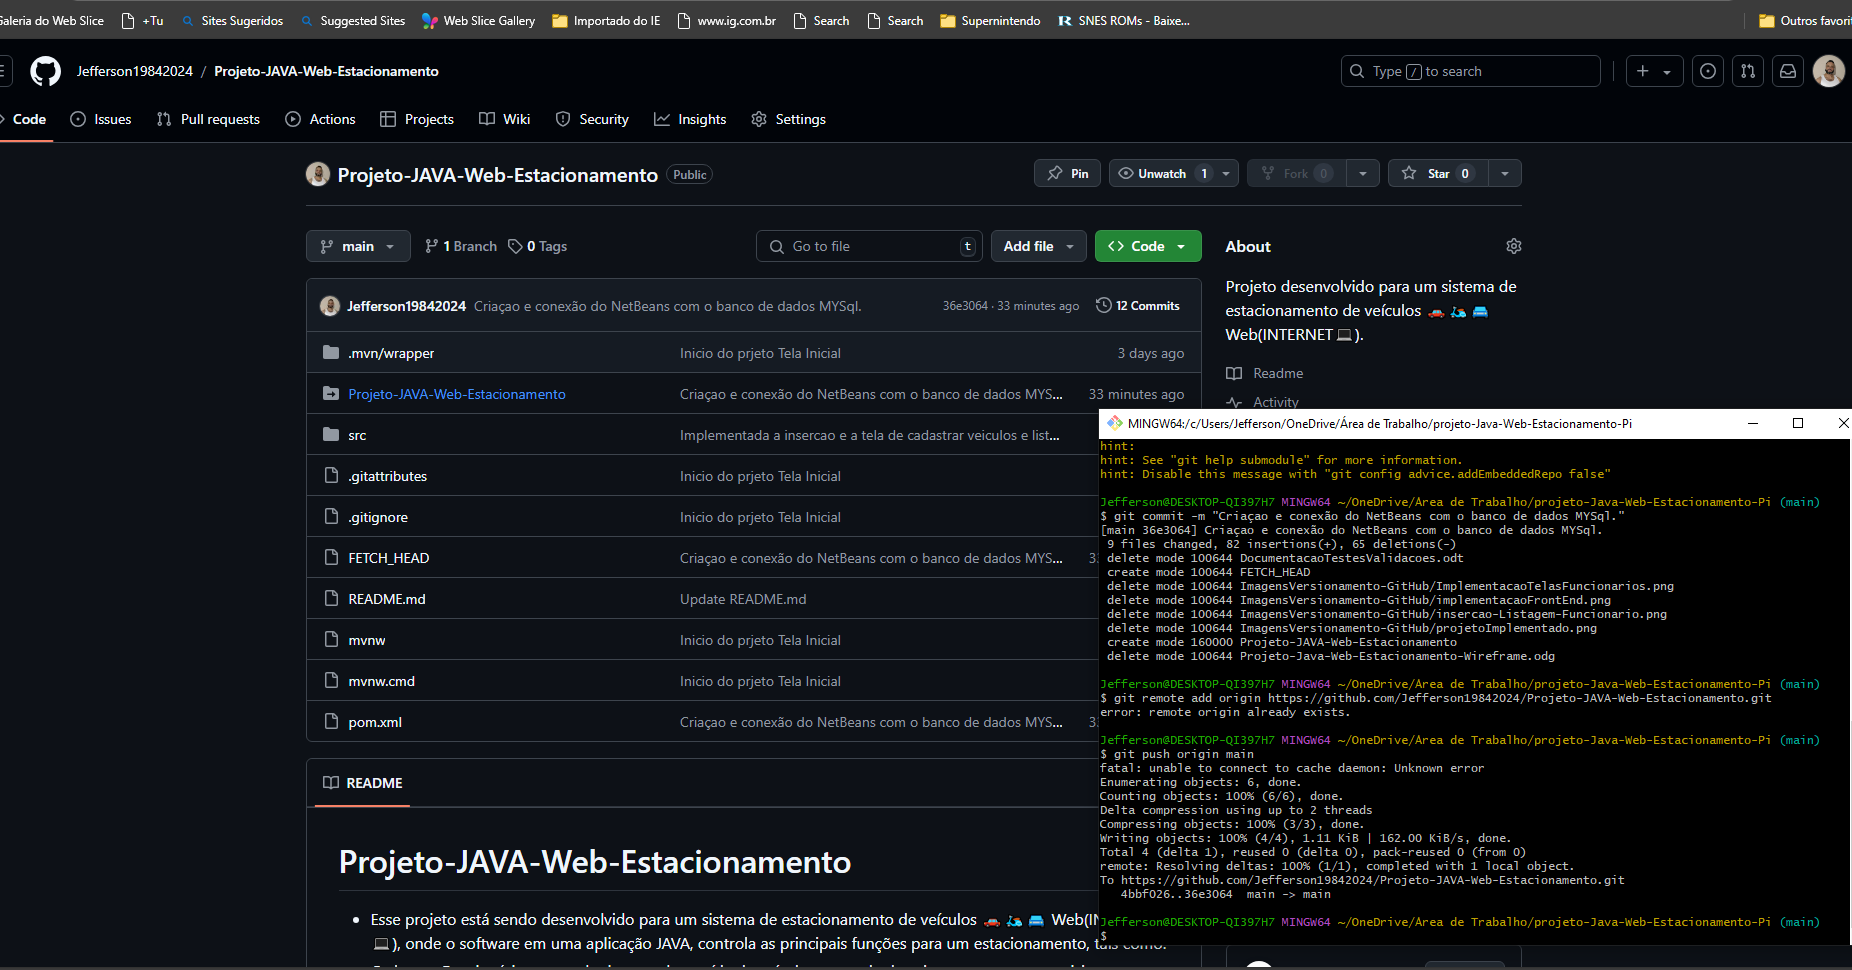 Galeria do Web Slice +Tu Sites Sugeridos Suggested Sites Web Slice Gallery Importado do IE www.ig.com.br Search Search Supernintendo SNES ROMs - Baixe... Outros favori
Jefferson19842024 / Projeto-JAVA-Web-Estacionamento Type / to search
Code Issues Pull requests Actions Projects Wiki Security Insights Settings
Projeto-JAVA-Web-Estacionamento Public Pin Unwatch 1 Fork 0 Star 0
main 1 Branch 0 Tags Go to file t Add file Code
Jefferson19842024 Criaçao e conexão do NetBeans com o banco de dados MYSql. 36e3064 · 33 minutes ago 12 Commits
.mvn/wrapper Inicio do prjeto Tela Inicial 3 days ago
Projeto-JAVA-Web-Estacionamento Criaçao e conexão do NetBeans com o banco de dados MYS... 33 minutes ago
src Implementada a insercao e a tela de cadastrar veiculos e list...
.gitattributes Inicio do prjeto Tela Inicial
.gitignore Inicio do prjeto Tela Inicial
FETCH_HEAD Criaçao e conexão do NetBeans com o banco de dados MYS... 3
README.md Update README.md
mvnw Inicio do prjeto Tela Inicial
mvnw.cmd Inicio do prjeto Tela Inicial
pom.xml Criaçao e conexão do NetBeans com o banco de dados MYS... 3
README
Projeto-JAVA-Web-Estacionamento
• Esse projeto está sendo desenvolvido para um sistema de estacionamento de veículos 🚗 🛵 🚘 Web(IN
💻), onde o software em uma aplicação JAVA, controla as principais funções para um estacionamento, tais como:
About
Projeto desenvolvido para um sistema de
estacionamento de veículos 🚗 🛵 🚘
Web(INTERNET 💻).
Readme
Activity
MINGW64:/c/Users/Jefferson/OneDrive/Área de Trabalho/projeto-Java-Web-Estacionamento-Pi
hint:
hint: See "git help submodule" for more information.
hint: Disable this message with "git config advice.addEmbeddedRepo false"
Jefferson@DESKTOP-QI397H7 MINGW64 ~/OneDrive/Área de Trabalho/projeto-Java-Web-Estacionamento-Pi (main)
$ git commit -m "Criaçao e conexão do NetBeans com o banco de dados MYSql."
[main 36e3064] Criaçao e conexão do NetBeans com o banco de dados MYSql.
9 files changed, 82 insertions(+), 65 deletions(-)
delete mode 100644 DocumentacaoTestesValidacoes.odt
create mode 100644 FETCH_HEAD
delete mode 100644 ImagensVersionamento-GitHub/ImplementacaoTelasFuncionarios.png
delete mode 100644 ImagensVersionamento-GitHub/implementacaoFrontEnd.png
delete mode 100644 ImagensVersionamento-GitHub/insercao-Listagem-Funcionario.png
delete mode 100644 ImagensVersionamento-GitHub/projetoImplementado.png
create mode 160000 Projeto-JAVA-Web-Estacionamento
delete mode 100644 Projeto-Java-Web-Estacionamento-Wireframe.odg
Jefferson@DESKTOP-QI397H7 MINGW64 ~/OneDrive/Área de Trabalho/projeto-Java-Web-Estacionamento-Pi (main)
$ git remote add origin https://github.com/Jefferson19842024/Projeto-JAVA-Web-Estacionamento.git
error: remote origin already exists.
Jefferson@DESKTOP-QI397H7 MINGW64 ~/OneDrive/Área de Trabalho/projeto-Java-Web-Estacionamento-Pi (main)
$ git push origin main
fatal: unable to connect to cache daemon: Unknown error
Enumerating objects: 6, done.
Counting objects: 100% (6/6), done.
Delta compression using up to 2 threads
Compressing objects: 100% (3/3), done.
Writing objects: 100% (4/4), 1.11 KiB | 162.00 KiB/s, done.
Total 4 (delta 1), reused 0 (delta 0), pack-reused 0 (from 0)
remote: Resolving deltas: 100% (1/1), completed with 1 local object.
To https://github.com/Jefferson19842024/Projeto-JAVA-Web-Estacionamento.git
4bbf026..36e3064 main -> main
Jefferson@DESKTOP-QI397H7 MINGW64 ~/OneDrive/Área de Trabalho/projeto-Java-Web-Estacionamento-Pi (main)
$